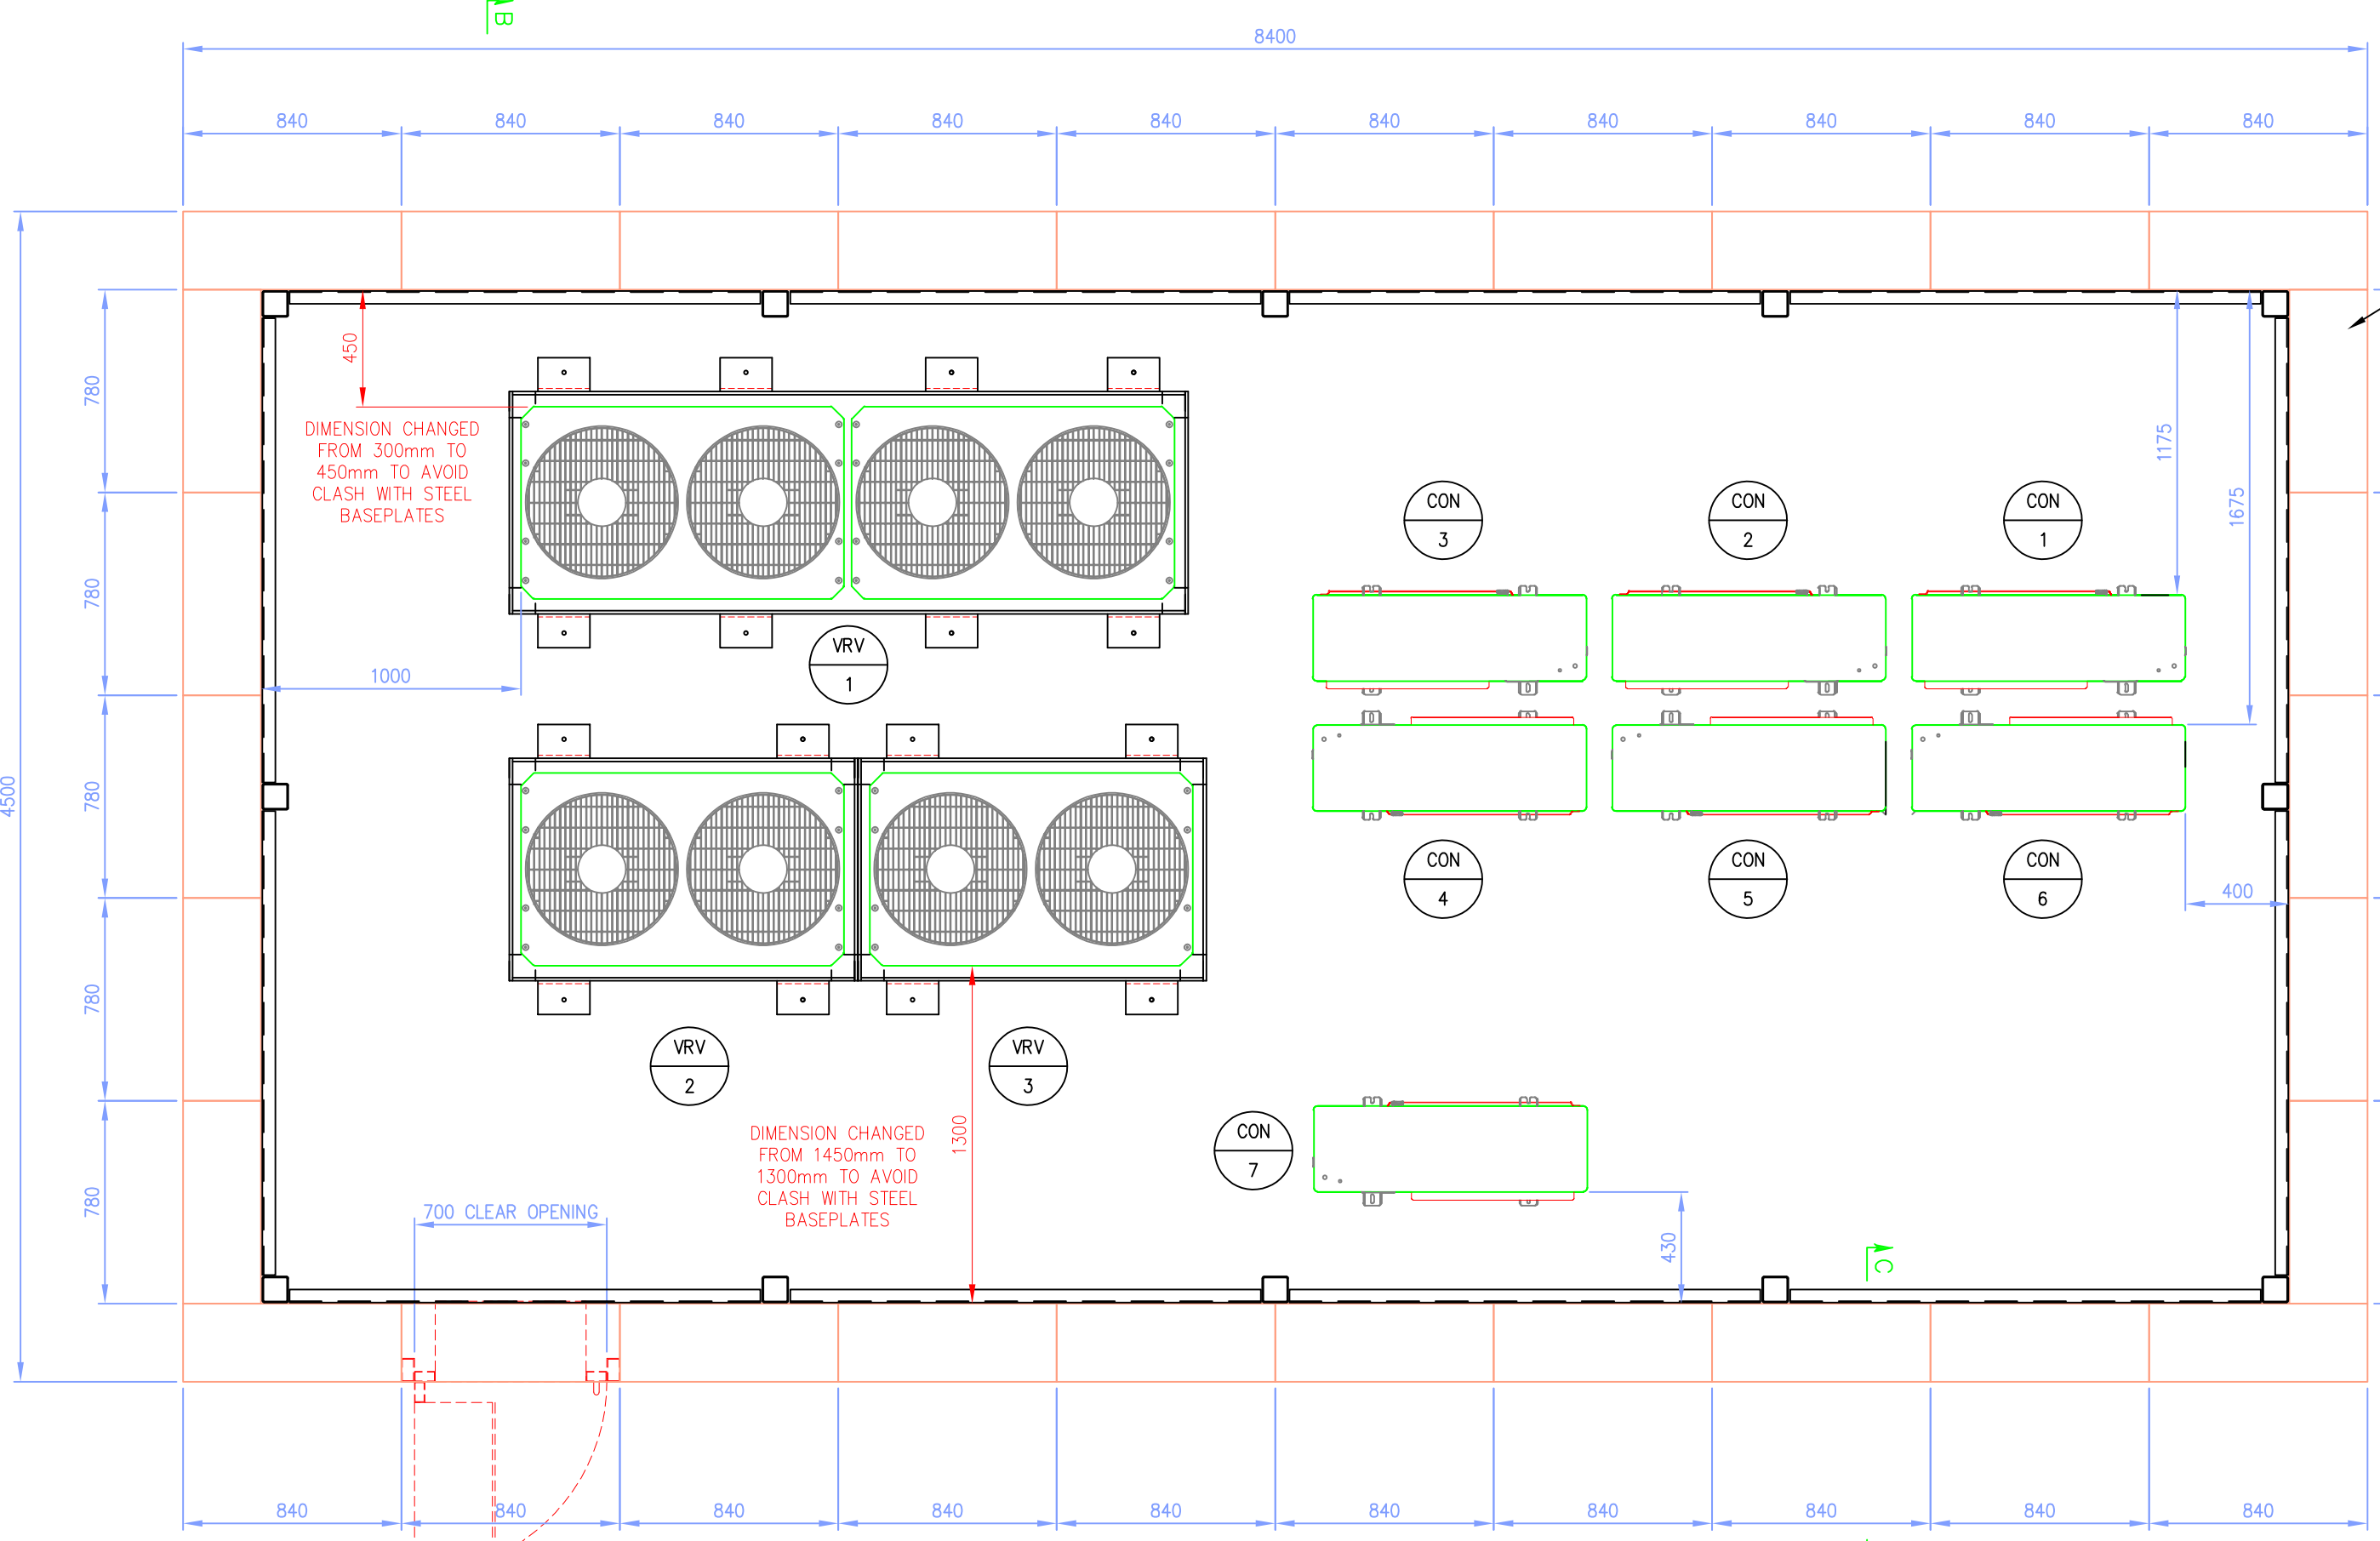 B
8400
840 840 840 840 840 840 840 840 840 840
4500
780
780
780
780
780
450
DIMENSION CHANGED
FROM 300mm TO
450mm TO AVOID
CLASH WITH STEEL
BASEPLATES
1175
1675
CON
3
CON
2
CON
1
VRV
1
1000
CON
4
CON
5
CON
6
400
VRV
2
VRV
3
DIMENSION CHANGED
FROM 1450mm TO
1300mm TO AVOID
CLASH WITH STEEL
BASEPLATES
1300
CON
7
430
700 CLEAR OPENING
C
840 840 840 840 840 840 840 840 840 840